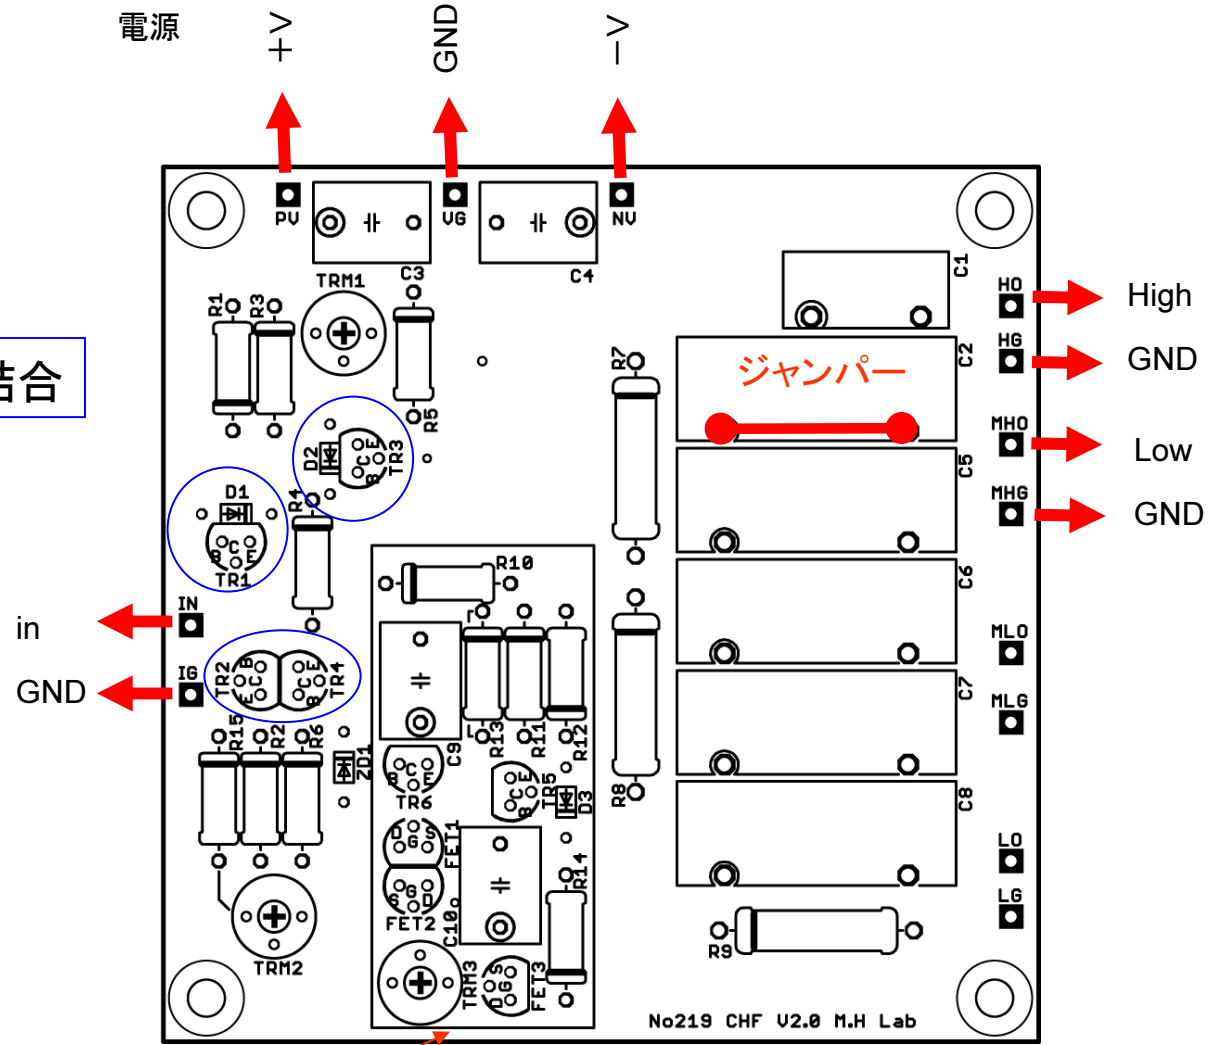 電源
+V
GND
−V
PV
VG
NV
C3
C4
C1
TRM1
R1
R3
HO
High
HG
GND
R7
C2
ジャンパー
結合
R5
MHO
Low
D2
C
E
B
TR3
C5
MHG
GND
D1
R4
B
C
E
TR1
R10
C6
IN
in
IG
GND
TR2
B
C
E
E
C
B
TR4
MLO
C7
MLG
R15
R2
R6
R13
R11
R12
ZD1
C9
B
C
E
TR6
C
E
B
TR5
D3
R8
C8
D
G
S
FET1
S
G
D
FET2
C10
R14
LO
LG
R9
TRM2
TRM3
S
G
D
FET3
No219 CHF V2.0 M.H Lab